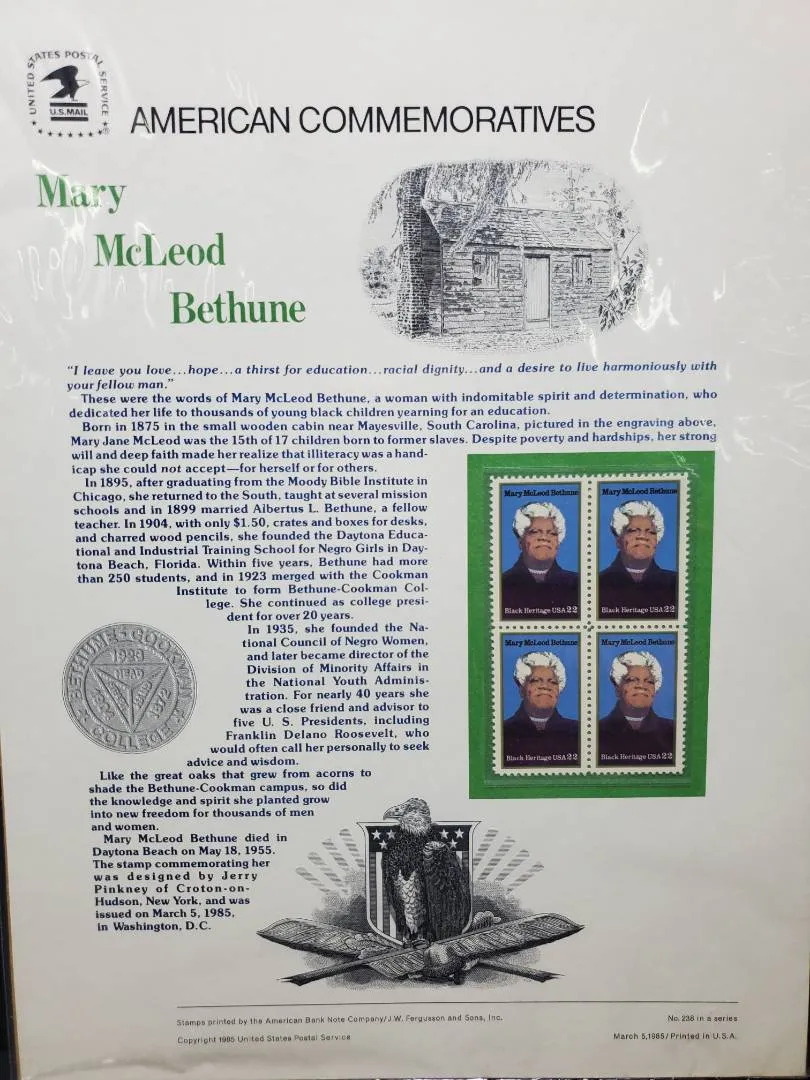 UNITED STATES POSTAL SERVICE
U.S.MAIL
AMERICAN COMMEMORATIVES
Mary
McLeod
Bethune
"I leave you love...hope...a thirst for education...racial dignity...and a desire to live harmoniously with
your fellow man."
These were the words of Mary McLeod Bethune, a woman with indomitable spirit and determination, who
dedicated her life to thousands of young black children yearning for an education.
Born in 1875 in the small wooden cabin near Mayesville, South Carolina, pictured in the engraving above,
Mary Jane McLeod was the 15th of 17 children born to former slaves. Despite poverty and hardships, her strong
will and deep faith made her realize that illiteracy was a hand-
icap she could not accept—for herself or for others.
In 1895, after graduating from the Moody Bible Institute in
Chicago, she returned to the South, taught at several mission
schools and in 1899 married Albertus L. Bethune, a fellow
teacher. In 1904, with only $1.50, crates and boxes for desks,
and charred wood pencils, she founded the Daytona Educa-
tional and Industrial Training School for Negro Girls in Day-
tona Beach, Florida. Within five years, Bethune had more
than 250 students, and in 1923 merged with the Cookman
Institute to form Bethune-Cookman Col-
lege. She continued as college presi-
dent for over 20 years.
In 1935, she founded the Na-
tional Council of Negro Women,
and later became director of the
Division of Minority Affairs in
the National Youth Adminis-
tration. For nearly 40 years she
was a close friend and advisor to
five U. S. Presidents, including
Franklin Delano Roosevelt, who
would often call her personally to seek
advice and wisdom.
Like the great oaks that grew from acorns to
shade the Bethune-Cookman campus, so did
the knowledge and spirit she planted grow
into new freedom for thousands of men
and women.
Mary McLeod Bethune died in
Daytona Beach on May 18, 1955.
The stamp commemorating her
was designed by Jerry
Pinkney of Croton-on-
Hudson, New York, and was
issued on March 5, 1985,
in Washington, D.C.
BETHUNE-COOKMAN
COLLEGE
HEAD
HAND
1904
1872
Mary McLeod Bethune
Black Heritage USA 22
Mary McLeod Bethune
Black Heritage USA 22
Mary McLeod Bethune
Black Heritage USA 22
Mary McLeod Bethune
Black Heritage USA 22
Stamps printed by the American Bank Note Company/J.W. Fergusson and Sons, Inc.
No. 238 in a series
Copyright 1985 United States Postal Service
March 5, 1985/Printed in U.S.A.